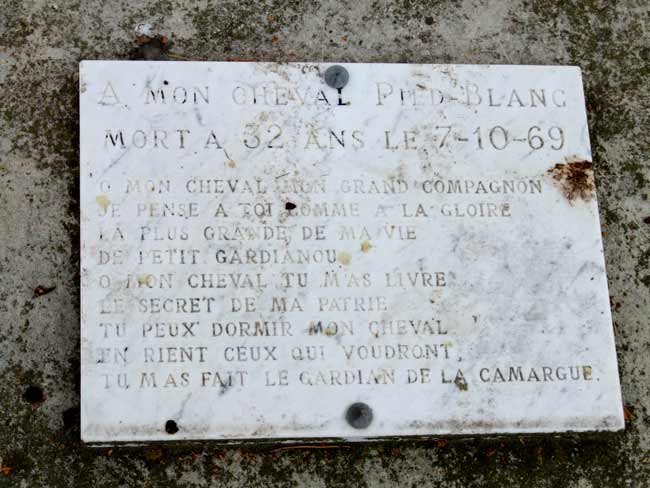 A MON CHEVAL PIED-BLANC
MORT A 32 ANS LE 7-10-69
O MON CHEVAL MON GRAND COMPAGNON
JE PENSE A TOI COMME A LA GLOIRE
LA PLUS GRANDE DE MA VIE
DE PETIT GARDIANOU
O MON CHEVAL TU M'AS LIVRE
LE SECRET DE MA PATRIE
TU PEUX DORMIR MON CHEVAL
EN RIENT CEUX QUI VOUDRONT,
TU M'AS FAIT LE GARDIAN DE LA CAMARGUE.